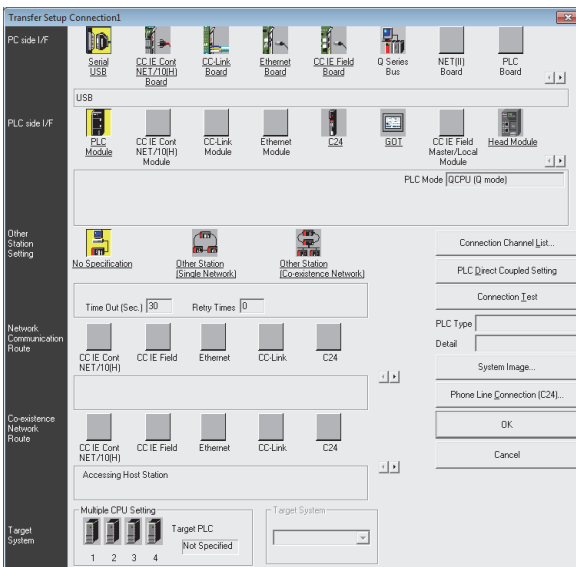 Transfer Setup Connection1
PC side I/F
Serial USB
CC IE Cont NET/10(H) Board
CC-Link Board
Ethernet Board
CC IE Field Board
Q Series Bus
NET(II) Board
PLC Board
USB
PLC side I/F
PLC Module
CC IE Cont NET/10(H) Module
CC-Link Module
Ethernet Module
C24
GOT
CC IE Field Master/Local Module
Head Module
PLC Mode QCPU (Q mode)
Other Station Setting
No Specification
Other Station (Single Network)
Other Station (Co-existence Network)
Time Out (Sec.) 30 Retry Times 0
Connection Channel List...
PLC Direct Coupled Setting
Connection Test
PLC Type
Detail
System Image...
Phone Line Connection (C24)...
OK
Cancel
Network Communication Route
CC IE Cont NET/10(H)
CC IE Field
Ethernet
CC-Link
C24
Co-existence Network Route
CC IE Cont NET/10(H)
CC IE Field
Ethernet
CC-Link
C24
Accessing Host Station
Target System
Multiple CPU Setting
1 2 3 4
Target PLC
Not Specified
Target System